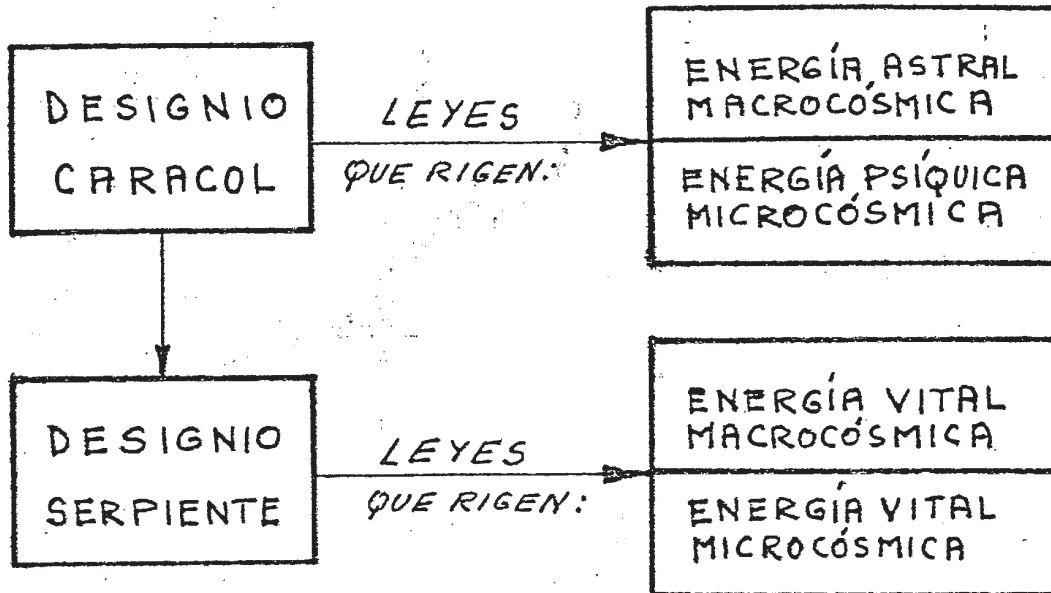 DESIGNIO
CARACOL
LEYES
QUE RIGEN:
ENERGÍA ASTRAL
MACROCÓSMICA
ENERGÍA PSÍQUICA
MICROCÓSMICA
DESIGNIO
SERPIENTE
LEYES
QUE RIGEN:
ENERGÍA VITAL
MACROCÓSMICA
ENERGÍA VITAL
MICROCÓSMICA